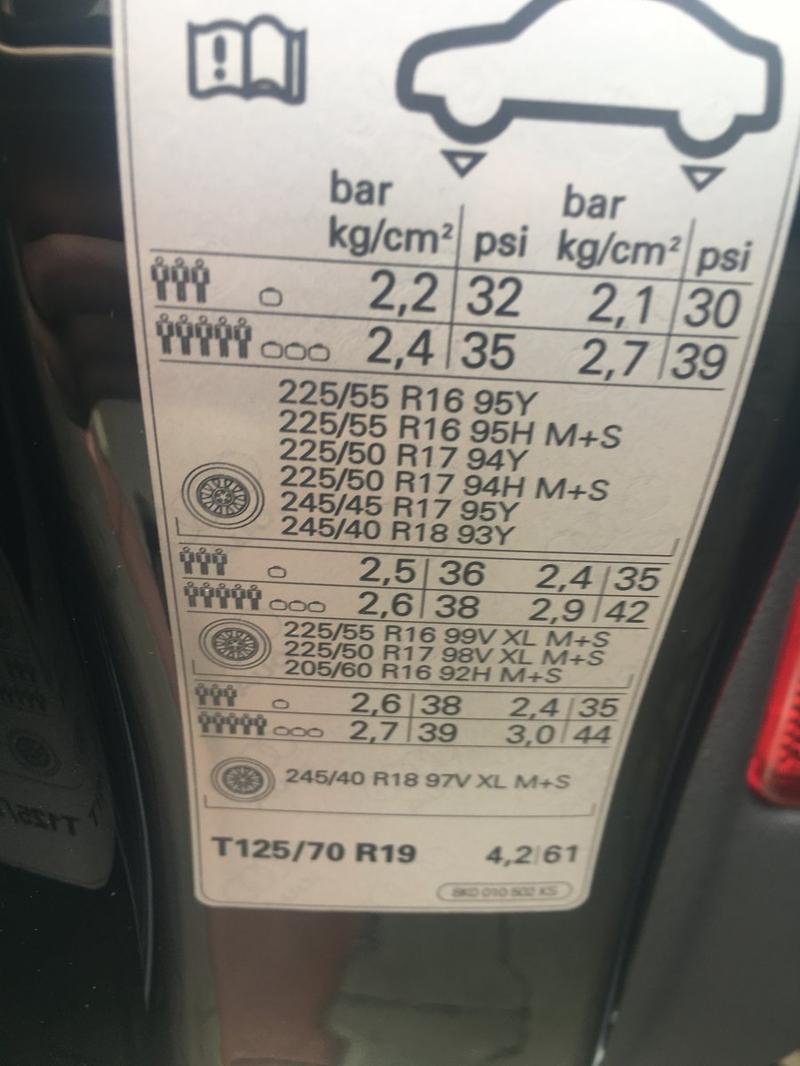 bar bar
kg/cm² psi kg/cm² psi
2,2 32 2,1 30
2,4 35 2,7 39
225/55 R16 95Y
225/55 R16 95H M+S
225/50 R17 94Y
225/50 R17 94H M+S
245/45 R17 95Y
245/40 R18 93Y
2,5 36 2,4 35
2,6 38 2,9 42
225/55 R16 99V XL M+S
225/50 R17 98V XL M+S
205/60 R16 92H M+S
2,6 38 2,4 35
2,7 39 3,0 44
245/40 R18 97V XL M+S
T125/70 R19 4,2 61
8K0 010 502 KS